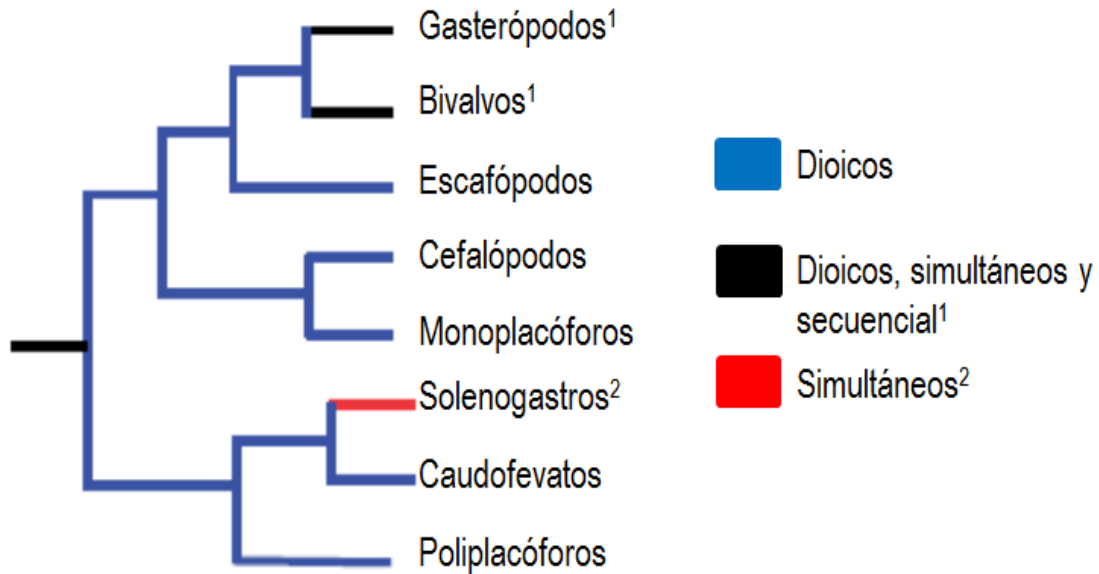 Gasterópodos¹
Bivalvos¹
Escafópodos
Cefalópodos
Monoplacóforos
Solenogastros²
Caudofevatos
Poliplacóforos
Dioicos
Dioicos, simultáneos y
secuencial¹
Simultáneos²